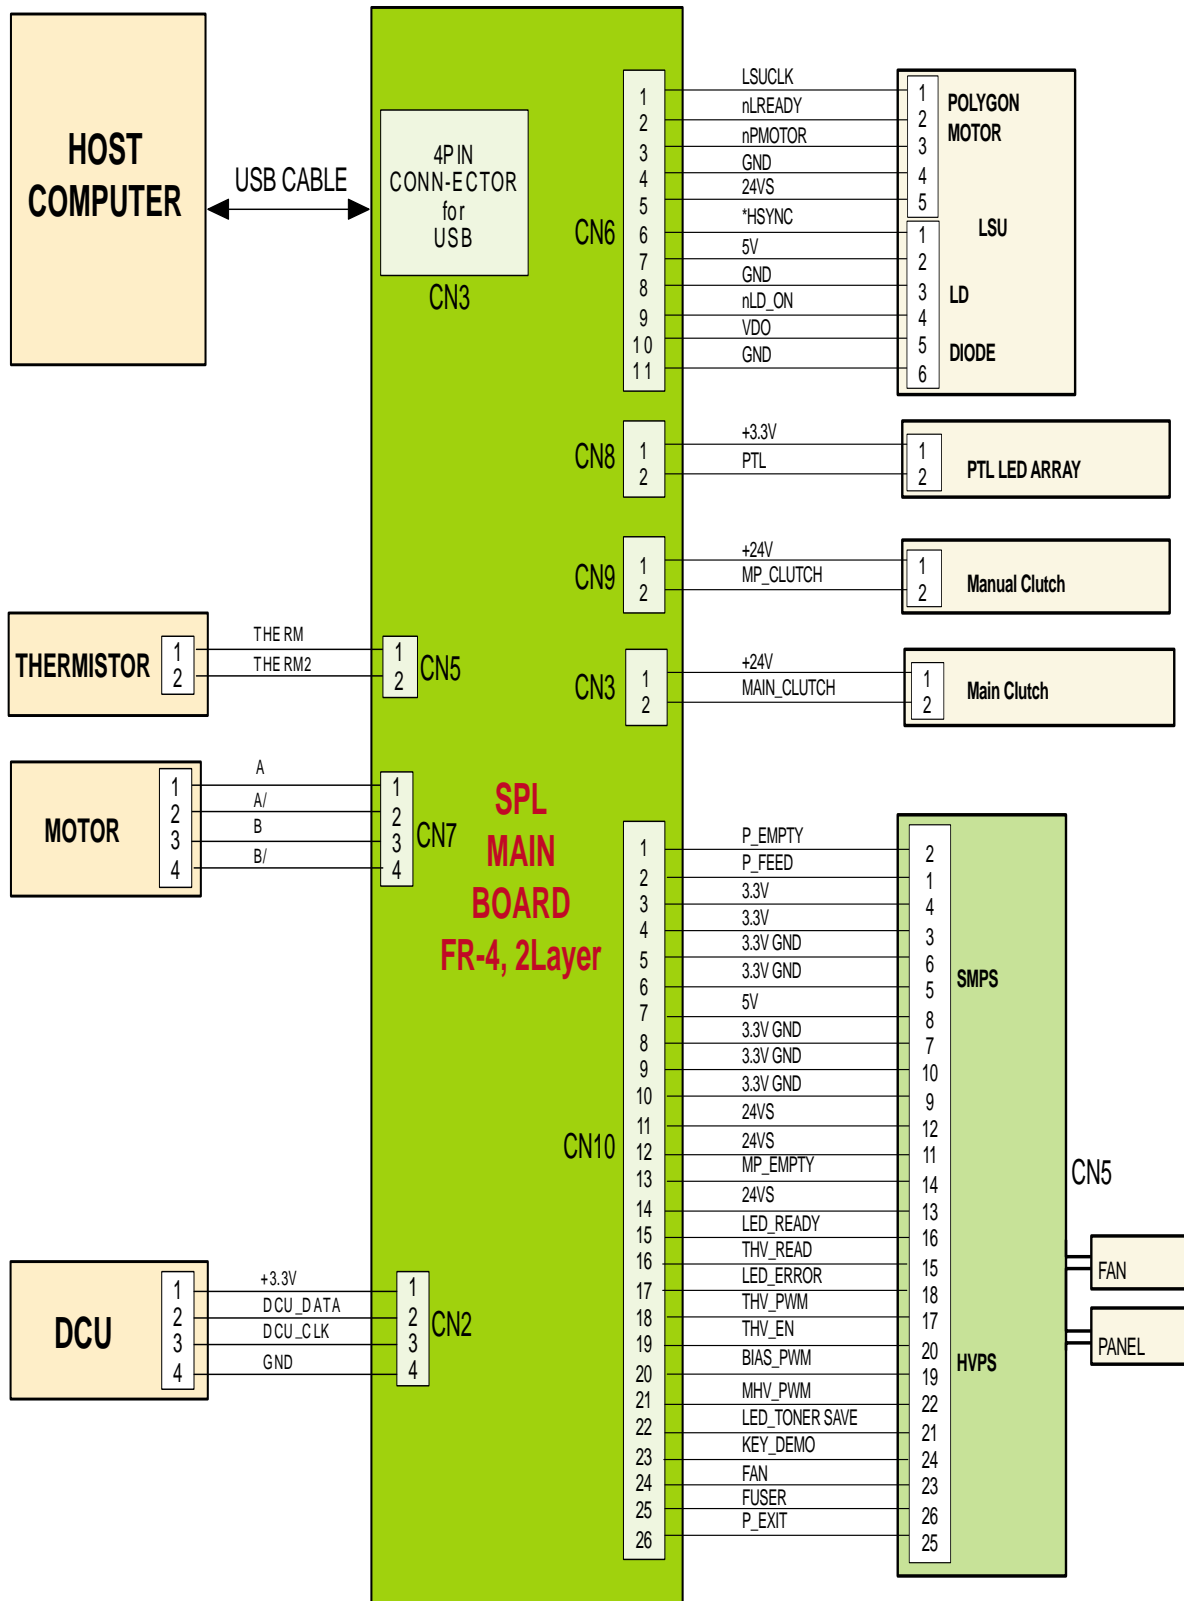 HOST
COMPUTER
USB CABLE
4PIN
CONN-ECTOR
for
USB
CN3
CN6
1
2
3
4
5
6
7
8
9
10
11
LSUCLK
nLREADY
nPMOTOR
GND
24VS
*HSYNC
5V
GND
nLD_ON
VDO
GND
1
2
3
4
5
1
2
3
4
5
6
POLYGON
MOTOR
LSU
LD
DIODE
CN8
1
2
+3.3V
PTL
1
2
PTL LED ARRAY
CN9
1
2
+24V
MP_CLUTCH
1
2
Manual Clutch
CN3
1
2
+24V
MAIN_CLUTCH
1
2
Main Clutch
THERMISTOR
1
2
THERM
THERM2
1
2
CN5
MOTOR
1
2
3
4
A
A/
B
B/
1
2
3
4
CN7
SPL
MAIN
BOARD
FR-4, 2Layer
DCU
1
2
3
4
+3.3V
DCU_DATA
DCU_CLK
GND
1
2
3
4
CN2
CN10
1
2
3
4
5
6
7
8
9
10
11
12
13
14
15
16
17
18
19
20
21
22
23
24
25
26
P_EMPTY
P_FEED
3.3V
3.3V
3.3V GND
3.3V GND
5V
3.3V GND
3.3V GND
3.3V GND
24VS
24VS
MP_EMPTY
24VS
LED_READY
THV_READ
LED_ERROR
THV_PWM
THV_EN
BIAS_PWM
MHV_PWM
LED_TONER SAVE
KEY_DEMO
FAN
FUSER
P_EXIT
2
1
4
3
6
5
8
7
10
9
12
11
14
13
16
15
18
17
20
19
22
21
24
23
26
25
SMPS
HVPS
CN5
FAN
PANEL